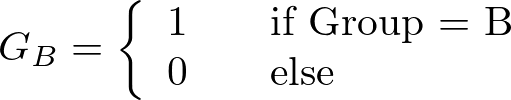 G_B = { 1 if Group = B
0 else